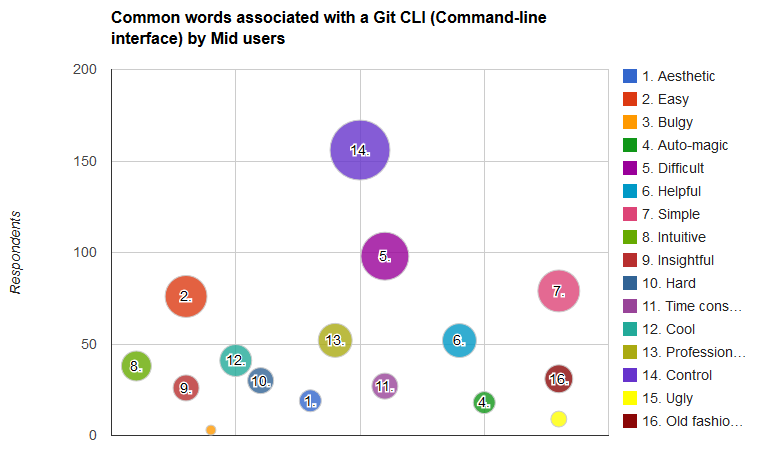 Common words associated with a Git CLI (Command-line
interface) by Mid users
200
150
100
50
0
Respondents
14.
5.
2.
7.
13.
6.
12.
8.
10.
16.
9.
11.
1.
4.
1. Aesthetic
2. Easy
3. Bulgy
4. Auto-magic
5. Difficult
6. Helpful
7. Simple
8. Intuitive
9. Insightful
10. Hard
11. Time cons…
12. Cool
13. Profession…
14. Control
15. Ugly
16. Old fashio…